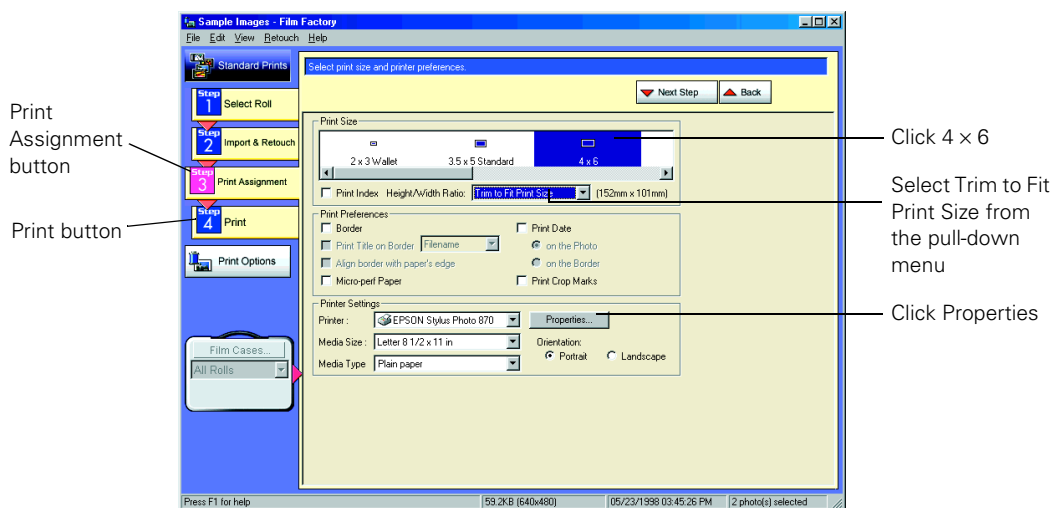 Sample Images - Film Factory
File Edit View Retouch Help
Standard Prints
Select print size and printer preferences.
Next Step
Back
Step 1 Select Roll
Step 2 Import & Retouch
Step 3 Print Assignment
Step 4 Print
Print Options
Film Cases...
All Rolls
Print Size
2 x 3 Wallet
3.5 x 5 Standard
4 x 6
Print Index Height/Width Ratio: Trim to Fit Print Size (152mm x 101mm)
Print Preferences
Border
Print Date
Print Title on Border Filename
on the Photo
Align border with paper's edge
on the Border
Micro-perf Paper
Print Crop Marks
Printer Settings
Printer : EPSON Stylus Photo 870
Properties...
Media Size : Letter 8 1/2 x 11 in
Orientation:
Media Type Plain paper
Portrait
Landscape
Press F1 for help
59.2KB (640x480)
05/23/1998 03:45:26 PM
2 photo(s) selected
Print
Assignment
button
Print button
Click 4 × 6
Select Trim to Fit
Print Size from
the pull-down
menu
Click Properties